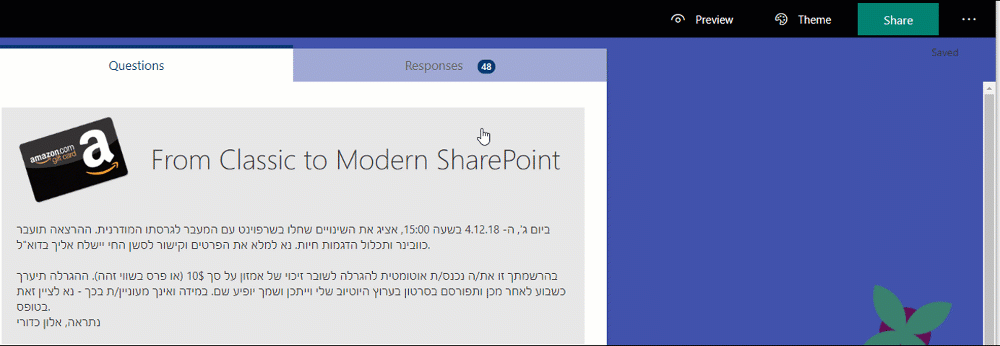 Preview
Theme
Share
Saved
Questions
Responses 48
amazon.com
gift card
a
From Classic to Modern SharePoint
ביום ג', ה- 4.12.18 בשעה 15:00, אציג את השינויים שחלו בשרפוינט עם המעבר לגרסתו המודרנית. ההרצאה תועבר
כוובינר ותכלול הדגמות חיות. נא למלא את הפרטים וקישור לסשן החי יישלח אליך בדוא"ל.
בהרשמתך זו את/ה נכנס/ת אוטומטית להגרלה לשובר זיכוי של אמזון על סך 10$ (או פרס בשווי זהה). ההגרלה תיערך
כשבוע לאחר מכן ותפורסם בסרטון בערוץ היוטיוב שלי וייתכן ושמך יופיע שם. במידה ואינך מעוניין/ת בכך - נא לציין זאת
בטופס.
נתראה, אלון כדורי